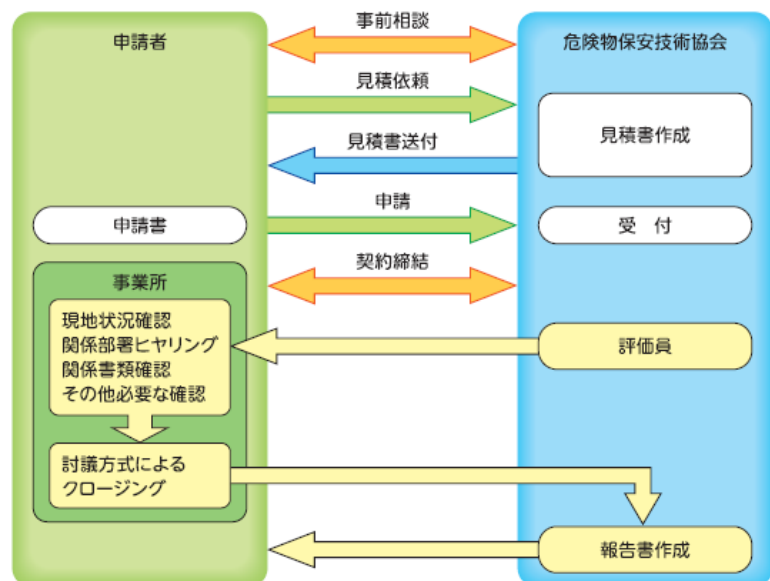 申請者
事前相談
危険物保安技術協会
見積依頼
見積書作成
見積書送付
申請書
申請
受　付
契約締結
事業所
現地状況確認
関係部署ヒヤリング
関係書類確認
その他必要な確認
評価員
討議方式による
クロージング
報告書作成